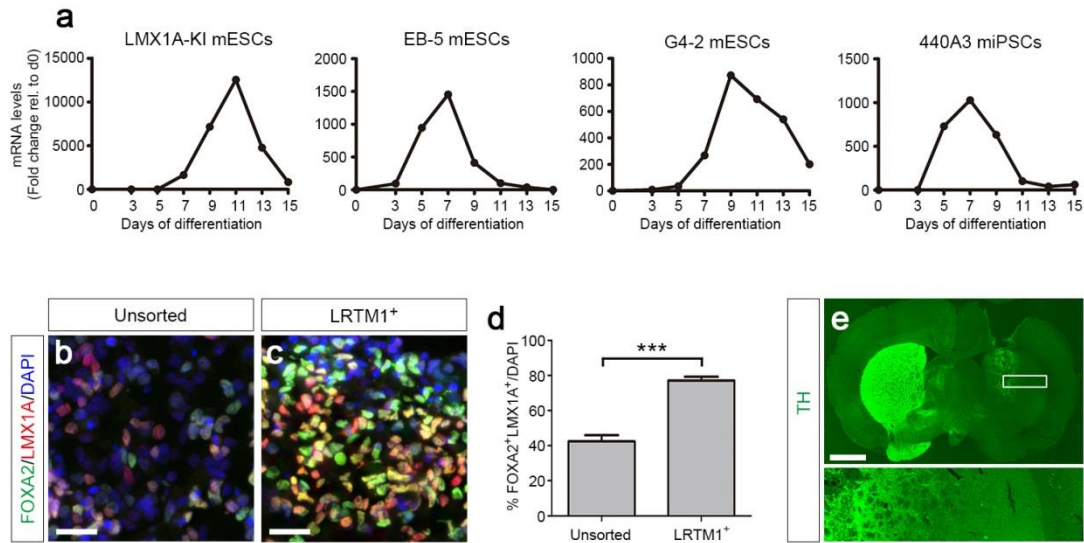 a
LMX1A-KI mESCs
EB-5 mESCs
G4-2 mESCs
440A3 miPSCs
mRNA levels
(Fold change rel. to d0)
15000
10000
5000
0
0 3 5 7 9 11 13 15
Days of differentiation
2000
1500
1000
500
0
0 3 5 7 9 11 13 15
Days of differentiation
1000
800
600
400
200
0
0 3 5 7 9 11 13 15
Days of differentiation
1500
1000
500
0
0 3 5 7 9 11 13 15
Days of differentiation
Unsorted
LRTM1⁺
FOXA2/LMX1A/DAPI
b
c
d
% FOXA2⁺LMX1A⁺/DAPI
100
80
60
40
20
0
***
Unsorted
LRTM1⁺
TH
e